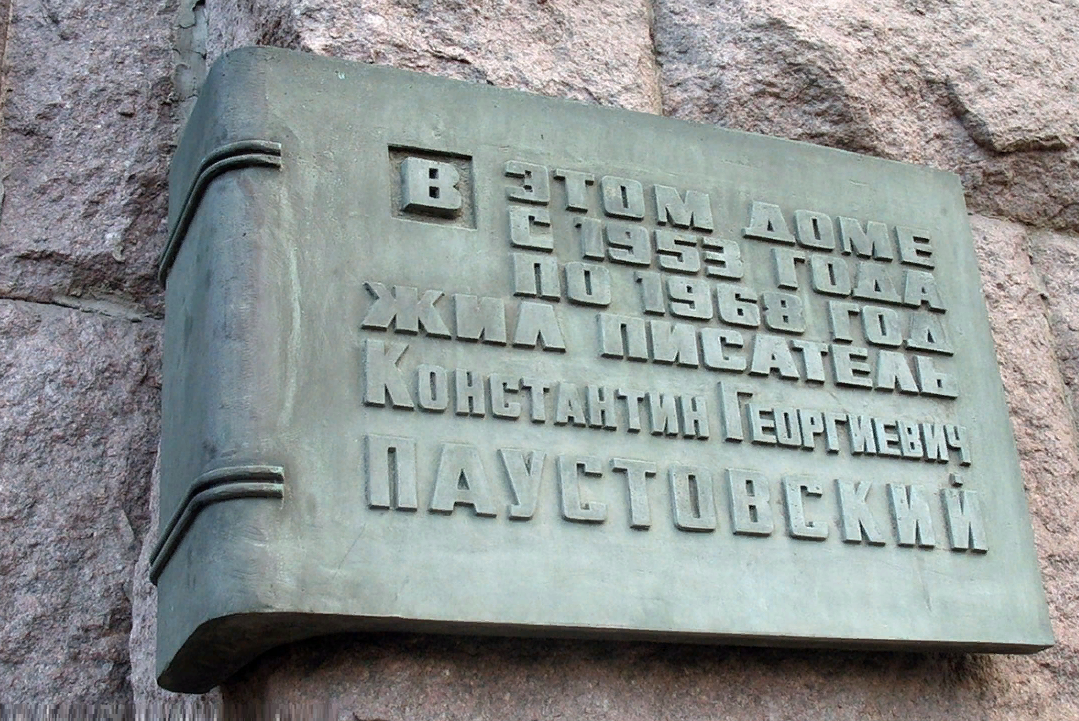 В ЭТОМ ДОМЕ
С 1953 ГОДА
ПО 1968 ГОД
ЖИЛ ПИСАТЕЛЬ
КОНСТАНТИН ГЕОРГИЕВИЧ
ПАУСТОВСКИЙ